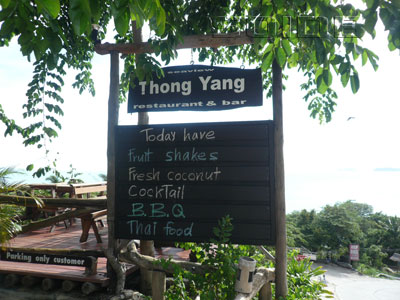 seaview
Thong Yang
restaurant & bar
Today have
Fruit shakes
Fresh coconut
CocKTail
B.B.Q
Thai food
Parking only customer